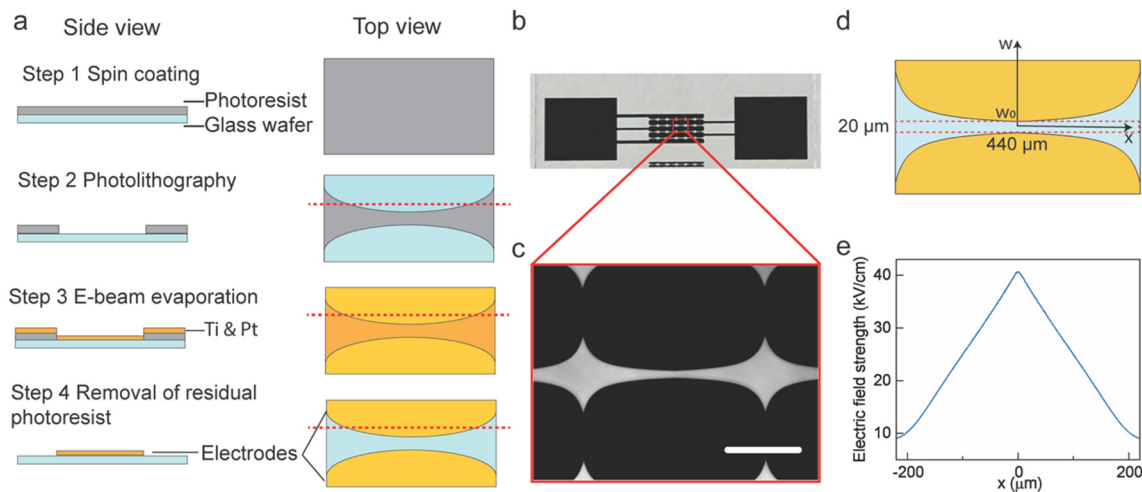 a
Side view
Top view
Step 1 Spin coating
Photoresist
Glass wafer
Step 2 Photolithography
Step 3 E-beam evaporation
Ti & Pt
Step 4 Removal of residual
photoresist
Electrodes
b
c
d
w
w₀
x
20 μm
440 μm
e
Electric field strength (kV/cm)
40
30
20
10
-200
0
200
x (μm)